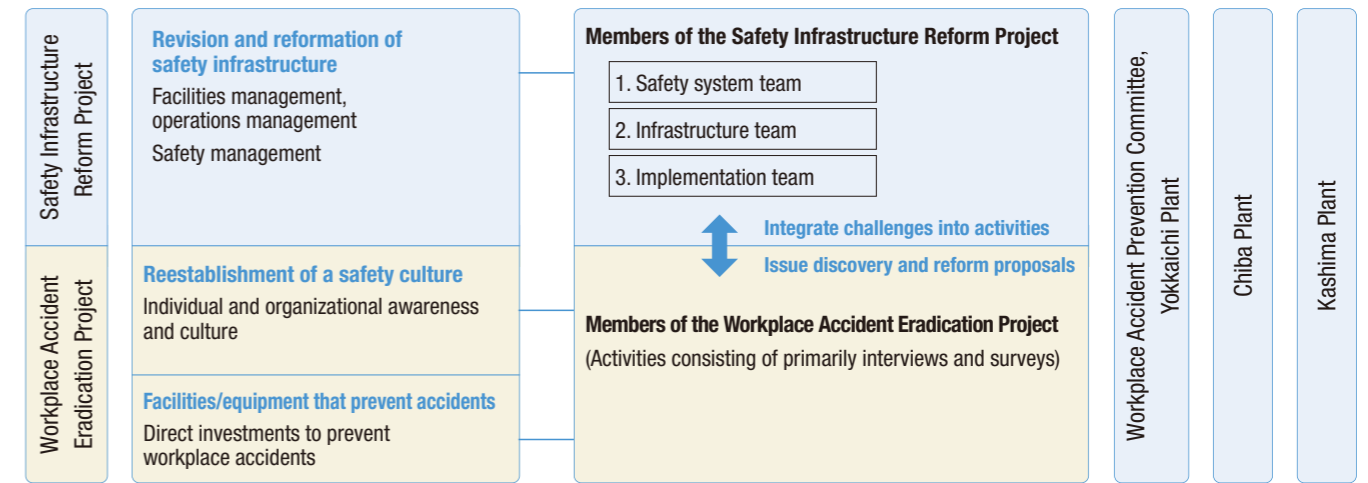 Safety Infrastructure
Reform Project
Revision and reformation of
safety infrastructure
Facilities management,
operations management
Safety management
Members of the Safety Infrastructure Reform Project
1. Safety system team
2. Infrastructure team
3. Implementation team
Integrate challenges into activities
Issue discovery and reform proposals
Workplace Accident
Eradication Project
Reestablishment of a safety culture
Individual and organizational awareness
and culture
Facilities/equipment that prevent accidents
Direct investments to prevent
workplace accidents
Members of the Workplace Accident Eradication Project
(Activities consisting of primarily interviews and surveys)
Workplace Accident Prevention Committee,
Yokkaichi Plant
Chiba Plant
Kashima Plant